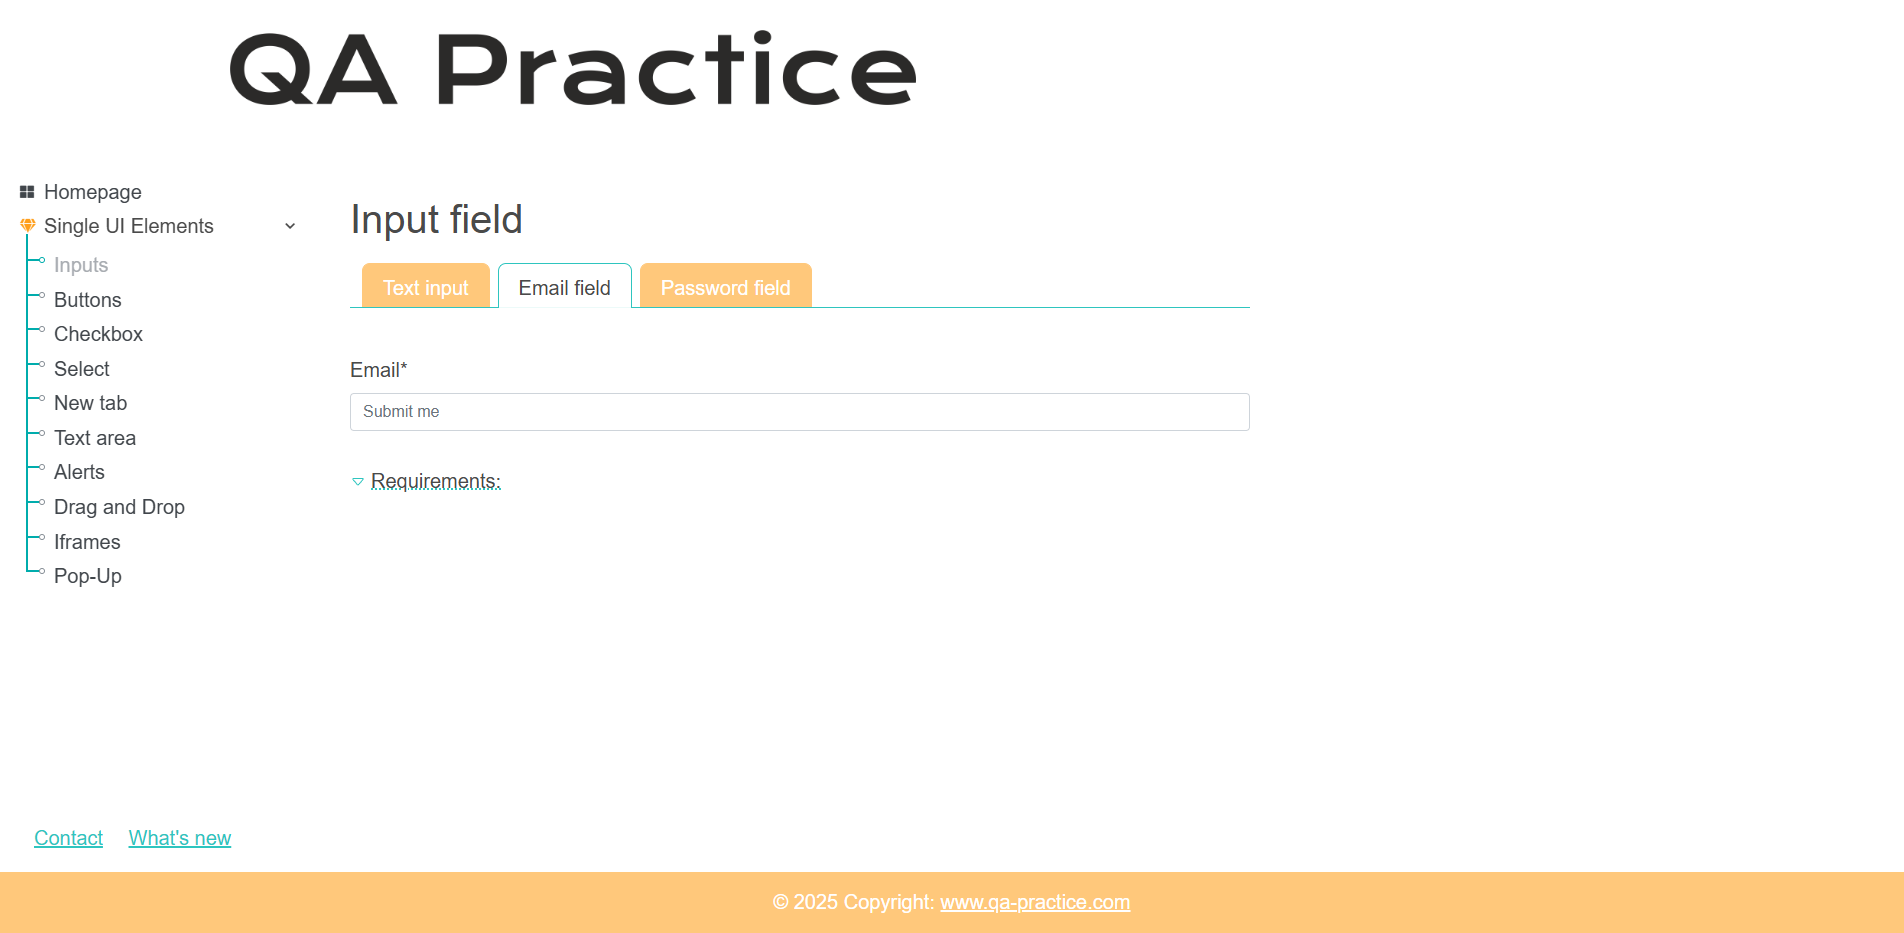 QA Practice
Homepage
Single UI Elements
Inputs
Buttons
Checkbox
Select
New tab
Text area
Alerts
Drag and Drop
Iframes
Pop-Up
Input field
Text input
Email field
Password field
Email*
Submit me
Requirements:
Contact
What's new
© 2025 Copyright: www.qa-practice.com